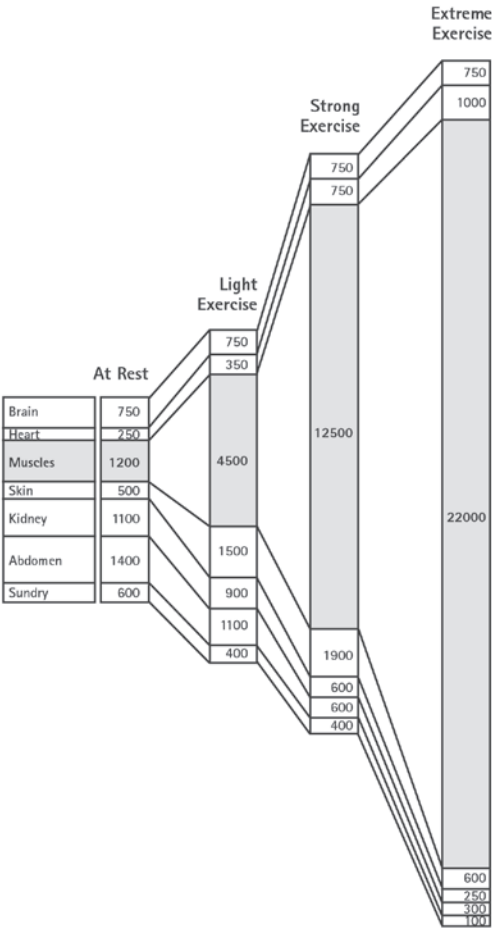 Extreme
Exercise
750
1000
Strong
Exercise
750
750
Light
Exercise
750
350
At Rest
Brain 750
Heart 250
Muscles 1200
4500
12500
Skin 500
Kidney 1100
22000
1500
Abdomen 1400
900
Sundry 600
1100
400
1900
600
600
400
600
250
300
100